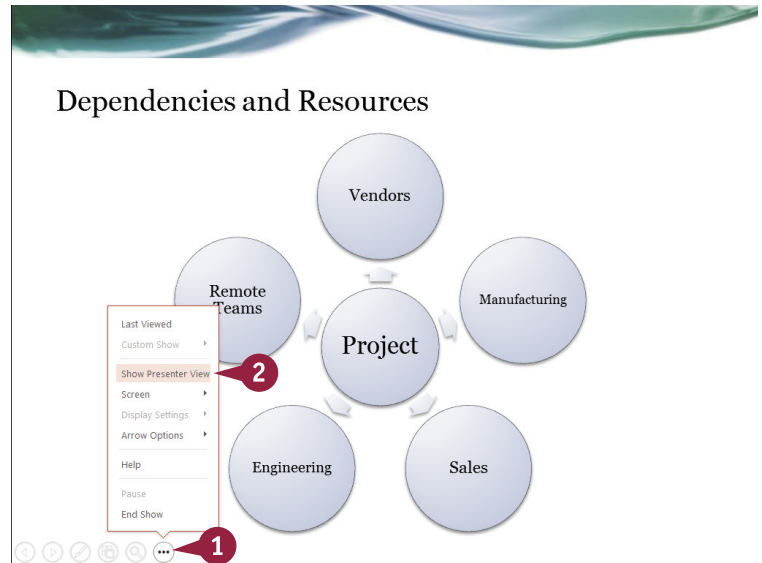 Dependencies and Resources
Vendors
Remote
Teams
Manufacturing
Project
Last Viewed
Custom Show
Show Presenter View
2
Screen
Display Settings
Arrow Options
Help
Pause
End Show
Engineering
Sales
1